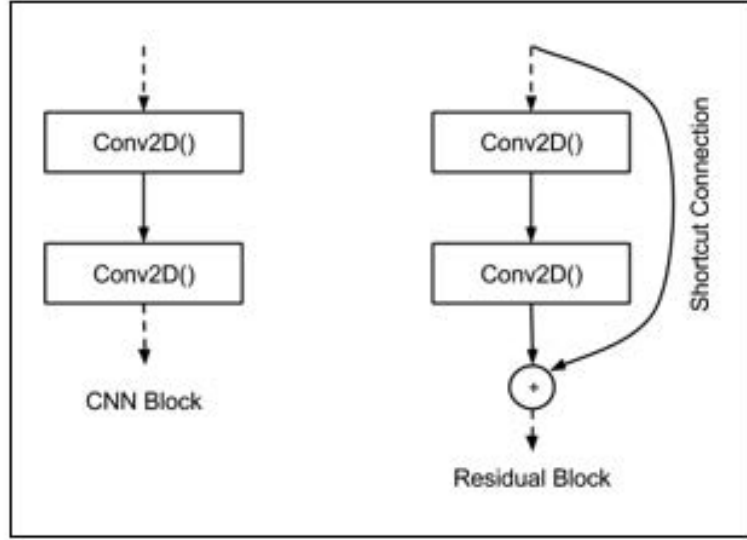 Conv2D()
Conv2D()
CNN Block
Conv2D()
Conv2D()
+
Residual Block
Shortcut Connection